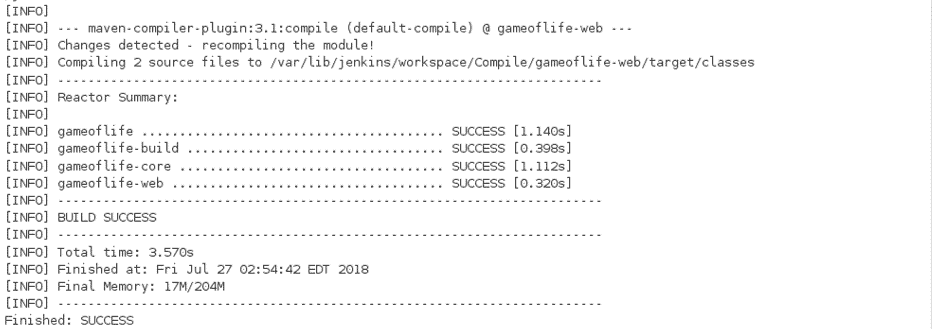 [INFO]
[INFO] --- maven-compiler-plugin:3.1:compile (default-compile) @ gameoflife-web ---
[INFO] Changes detected - recompiling the module!
[INFO] Compiling 2 source files to /var/lib/jenkins/workspace/Compile/gameoflife-web/target/classes
[INFO] ------------------------------------------------------------------------
[INFO] Reactor Summary:
[INFO]
[INFO] gameoflife ........................................ SUCCESS [1.140s]
[INFO] gameoflife-build .................................. SUCCESS [0.398s]
[INFO] gameoflife-core ................................... SUCCESS [1.112s]
[INFO] gameoflife-web .................................... SUCCESS [0.320s]
[INFO] ------------------------------------------------------------------------
[INFO] BUILD SUCCESS
[INFO] ------------------------------------------------------------------------
[INFO] Total time: 3.570s
[INFO] Finished at: Fri Jul 27 02:54:42 EDT 2018
[INFO] Final Memory: 17M/204M
[INFO] ------------------------------------------------------------------------
Finished: SUCCESS